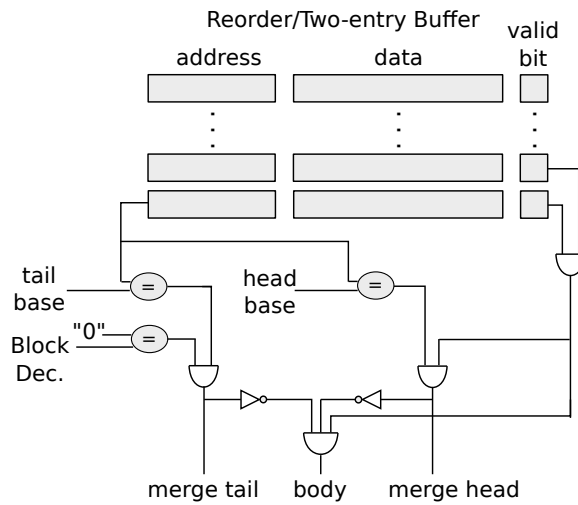 Reorder/Two-entry Buffer
address data valid bit
tail base
=
head base
=
"0"
Block Dec.
=
merge tail body merge head